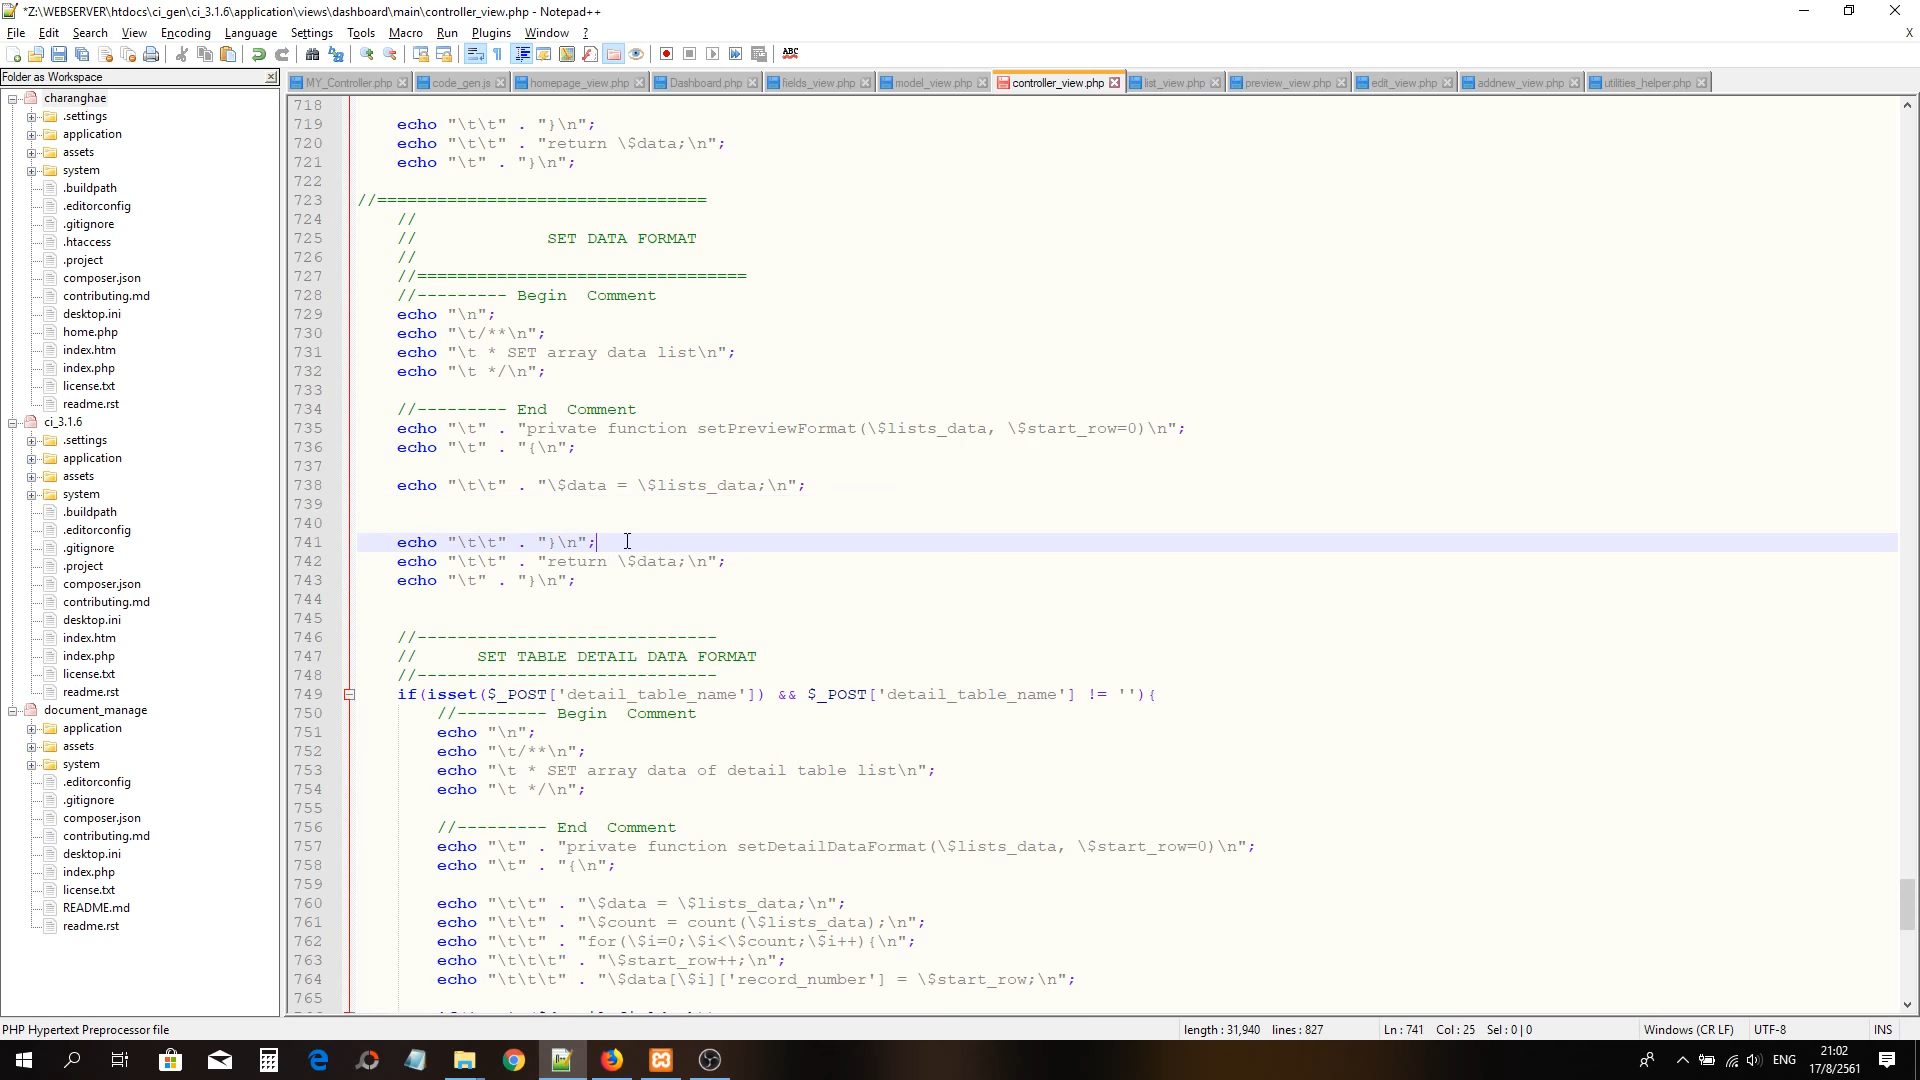 *Z:\WEBSERVER\htdocs\ci_gen\ci_3.1.6\application\views\dashboard\main\controller_view.php - Notepad++
File Edit Search View Encoding Language Settings Tools Macro Run Plugins Window ? X
ABC
Folder as Workspace
MY_Controller.php code_gen.js homepage_view.php Dashboard.php fields_view.php model_view.php controller_view.php list_view.php preview_view.php edit_view.php addnew_view.php utilities_helper.php
charanghae
.settings
application
assets
system
.buildpath
.editorconfig
.gitignore
.htaccess
.project
composer.json
contributing.md
desktop.ini
home.php
index.htm
index.php
license.txt
readme.rst
ci_3.1.6
.settings
application
assets
system
.buildpath
.editorconfig
.gitignore
.project
composer.json
contributing.md
desktop.ini
index.htm
index.php
license.txt
readme.rst
document_manage
application
assets
system
.editorconfig
.gitignore
composer.json
contributing.md
desktop.ini
index.php
license.txt
README.md
readme.rst
718
719 echo "\t\t" . "}\n";
720 echo "\t\t" . "return \$data;\n";
721 echo "\t" . "}\n";
722
723 //=================================
724 //
725 // SET DATA FORMAT
726 //
727 //=================================
728 //--------- Begin Comment
729 echo "\n";
730 echo "\t/**\n";
731 echo "\t * SET array data list\n";
732 echo "\t */\n";
733
734 //--------- End Comment
735 echo "\t" . "private function setPreviewFormat(\$lists_data, \$start_row=0)\n";
736 echo "\t" . "{\n";
737
738 echo "\t\t" . "\$data = \$lists_data;\n";
739
740
741 echo "\t\t" . "}\n";
742 echo "\t\t" . "return \$data;\n";
743 echo "\t" . "}\n";
744
745
746 //------------------------------
747 // SET TABLE DETAIL DATA FORMAT
748 //------------------------------
749 if(isset($_POST['detail_table_name']) && $_POST['detail_table_name'] != ''){
750 //--------- Begin Comment
751 echo "\n";
752 echo "\t/**\n";
753 echo "\t * SET array data of detail table list\n";
754 echo "\t */\n";
755
756 //--------- End Comment
757 echo "\t" . "private function setDetailDataFormat(\$lists_data, \$start_row=0)\n";
758 echo "\t" . "{\n";
759
760 echo "\t\t" . "\$data = \$lists_data;\n";
761 echo "\t\t" . "\$count = count(\$lists_data);\n";
762 echo "\t\t" . "for(\$i=0;\$i<\$count;\$i++){\n";
763 echo "\t\t\t" . "\$start_row++;\n";
764 echo "\t\t\t" . "\$data[\$i]['record_number'] = \$start_row;\n";
765
PHP Hypertext Preprocessor file length : 31,940 lines : 827 Ln : 741 Col : 25 Sel : 0 | 0 Windows (CR LF) UTF-8 INS
ENG
21:02
17/8/2561